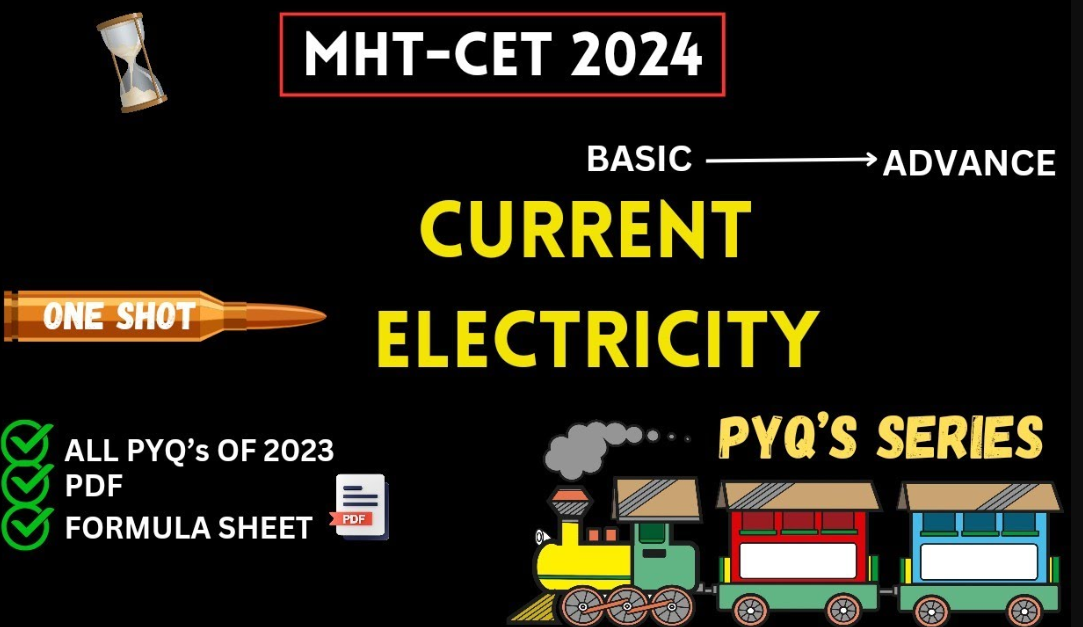 MHT-CET 2024
BASIC
ADVANCE
CURRENT
ELECTRICITY
ONE SHOT
ALL PYQ's OF 2023
PDF
FORMULA SHEET
PDF
PYQ'S SERIES